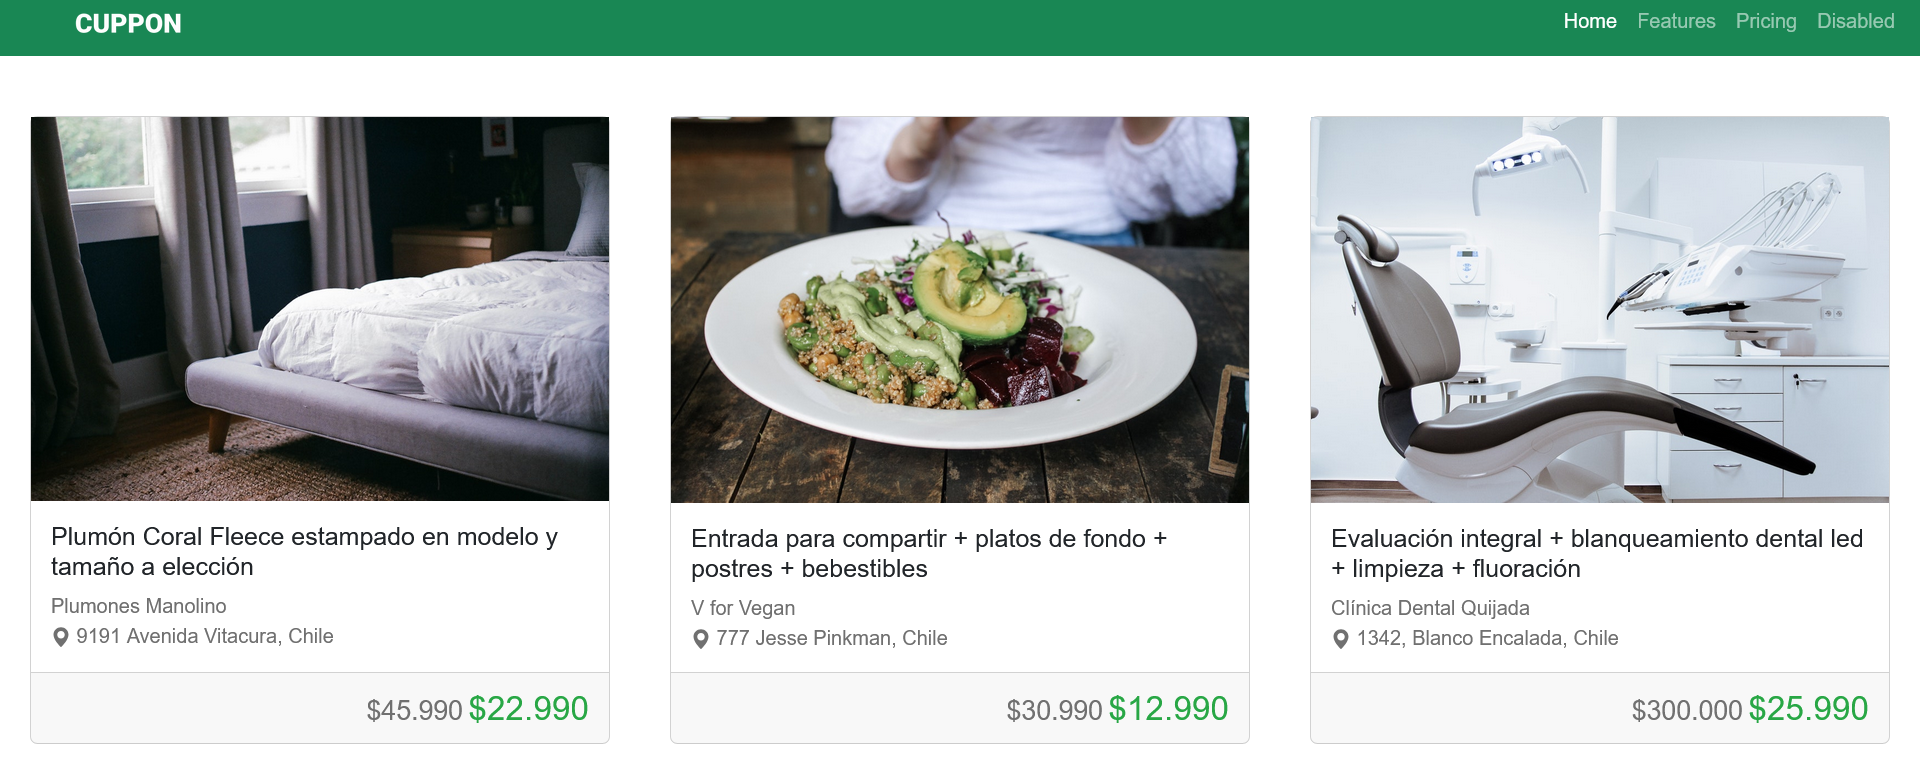 CUPPON
Home Features Pricing Disabled
Plumón Coral Fleece estampado en modelo y
tamaño a elección
Plumones Manolino
9191 Avenida Vitacura, Chile
$45.990 $22.990
Entrada para compartir + platos de fondo +
postres + bebestibles
V for Vegan
777 Jesse Pinkman, Chile
$30.990 $12.990
Evaluación integral + blanqueamiento dental led
+ limpieza + fluoración
Clínica Dental Quijada
1342, Blanco Encalada, Chile
$300.000 $25.990